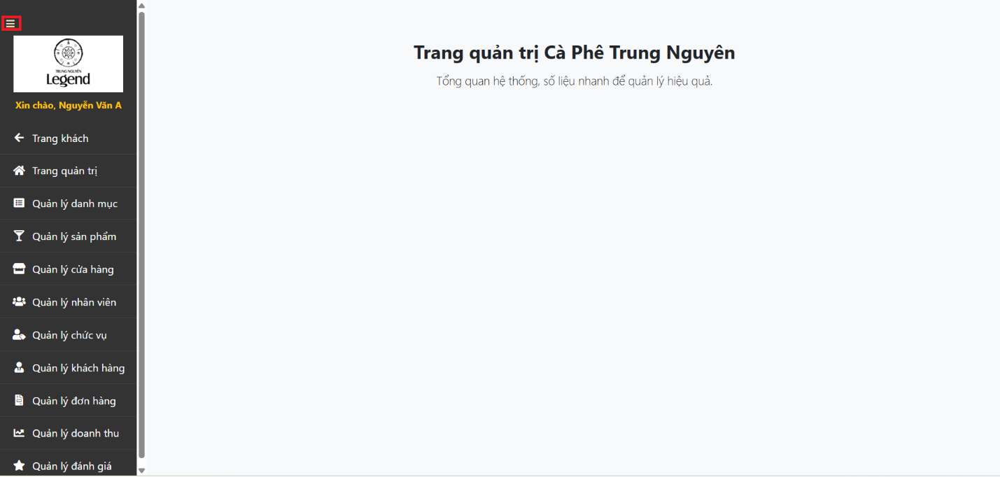 TRUNG NGUYÊN
Legend
Xin chào, Nguyễn Văn A
Trang khách
Trang quản trị
Quản lý danh mục
Quản lý sản phẩm
Quản lý cửa hàng
Quản lý nhân viên
Quản lý chức vụ
Quản lý khách hàng
Quản lý đơn hàng
Quản lý doanh thu
Quản lý đánh giá
Trang quản trị Cà Phê Trung Nguyên
Tổng quan hệ thống, số liệu nhanh để quản lý hiệu quả.